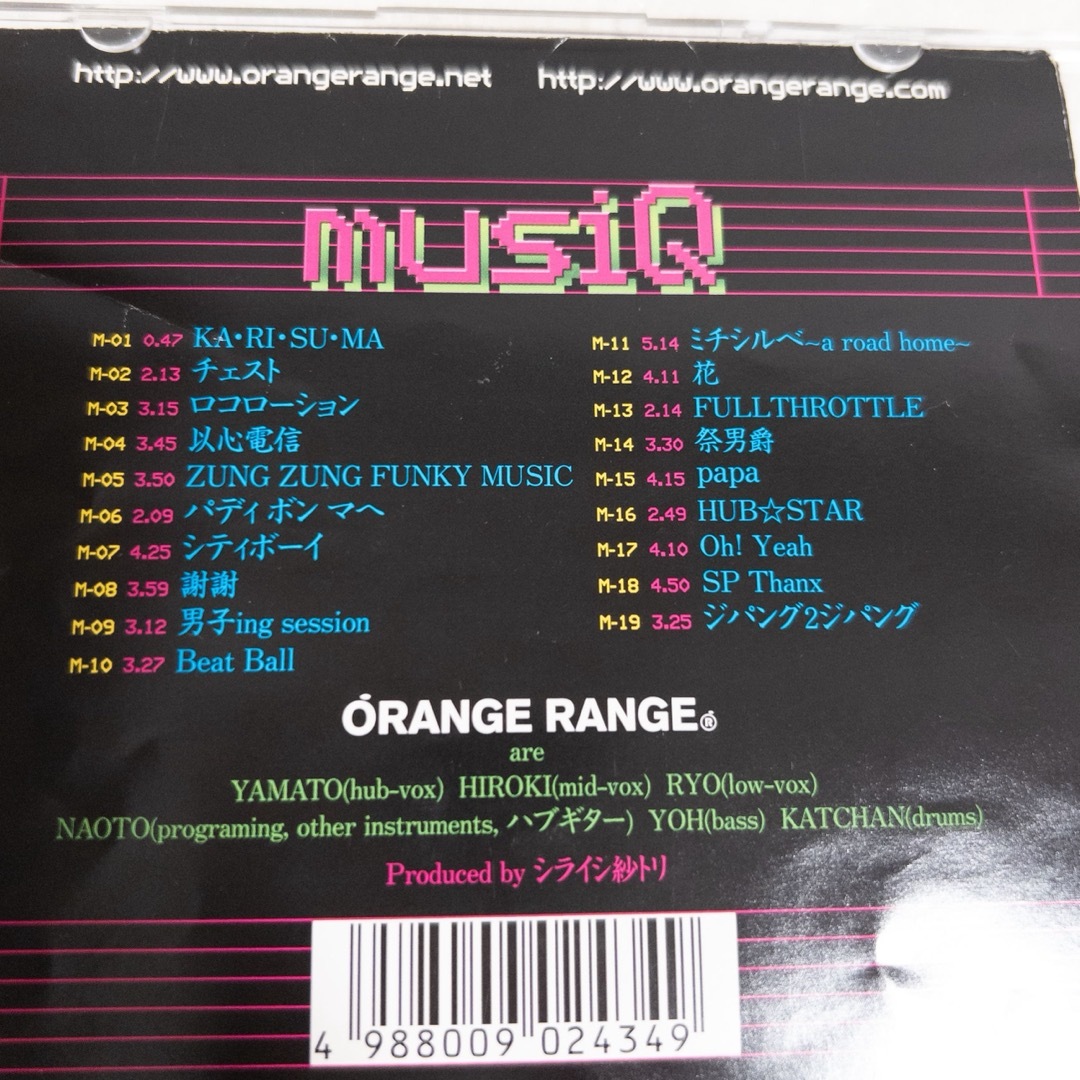 http://www.orangerange.net http://www.orangerange.com
musiQ
M-01 0.47 KA・RI・SU・MA
M-02 2.13 チェスト
M-03 3.15 ロコローション
M-04 3.45 以心電信
M-05 3.50 ZUNG ZUNG FUNKY MUSIC
M-06 2.09 パディ ボン マヘ
M-07 4.25 シティボーイ
M-08 3.59 謝謝
M-09 3.12 男子ing session
M-10 3.27 Beat Ball
M-11 5.14 ミチシルベ~a road home~
M-12 4.11 花
M-13 2.14 FULLTHROTTLE
M-14 3.30 祭男爵
M-15 4.15 papa
M-16 2.49 HUB☆STAR
M-17 4.10 Oh! Yeah
M-18 4.50 SP Thanx
M-19 3.25 ジパング2ジパング
ORANGE RANGE®
are
YAMATO(hub-vox) HIROKI(mid-vox) RYO(low-vox)
NAOTO(programing, other instruments, ハブギター) YOH(bass) KATCHAN(drums)
Produced by シライシ紗トリ
4 988009 024349